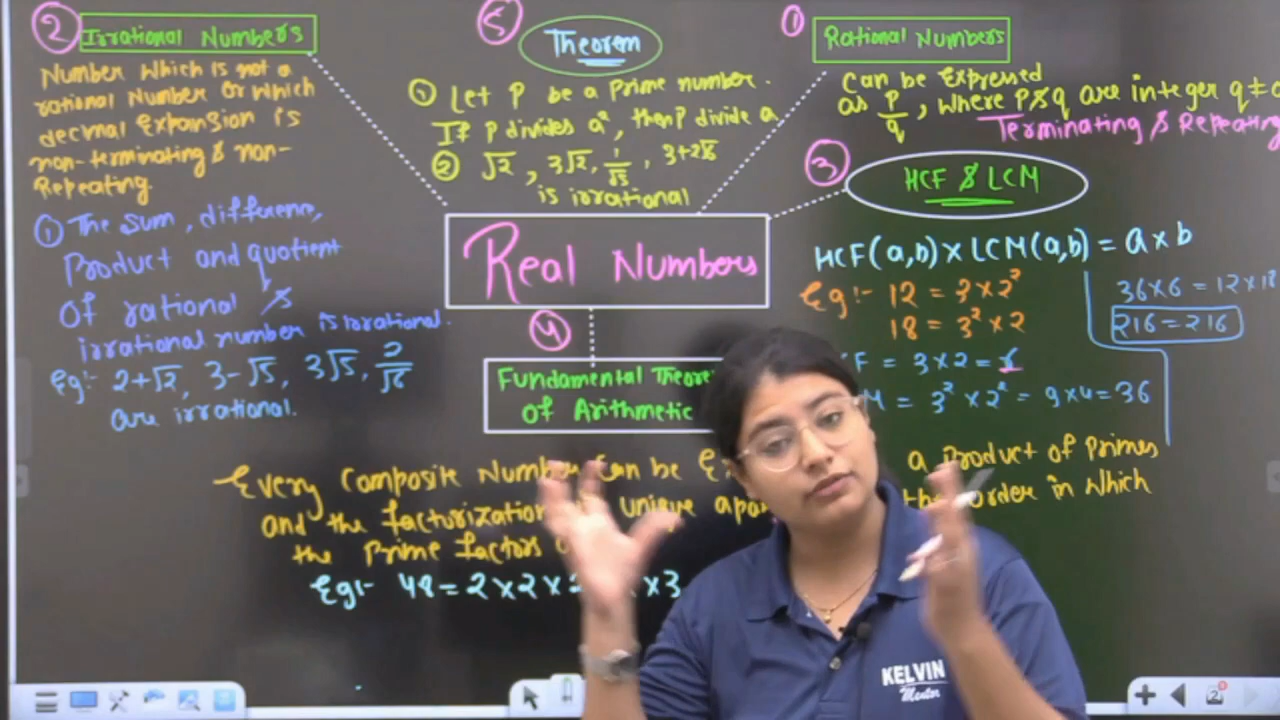 ② Irrational Numbers
Number which is not a
rational Number or which
decimal Expansion is
non-terminating & non-
Repeating.
① The sum, difference,
Product and quotient
Of rational &
irrational number is irrational.
Eg:- 2+√2, 3-√5, 3√5, 2/√6
are irrational.
⑤ Theorem
① Let P be a Prime number.
If P divides a², then P divide a
② √2, 3√2, 1/√5,
is irrational
① Rational Numbers
Can be Expressed
as P/q, where P & q are integer q ≠ 0
Terminating & Repeating
③ HCF & LCM
HCF(a,b) × LCM(a,b) = a × b
Eg:- 12 = 3 × 2²
18 = 3² × 2
F = 3 × 2 =
M = 3² × 2² = 9 × 4 = 36
36×6 = 12×18
216 = 216
Real Numbers
④
Fundamental Theore
Of Arithmetic
Every Composite Number Can be a Product of Primes
and the factorization unique apa the order in which
the Prime factors
Eg:- 48 = 2 × 2 × 2 × 3
KELVIN
Mentor
2